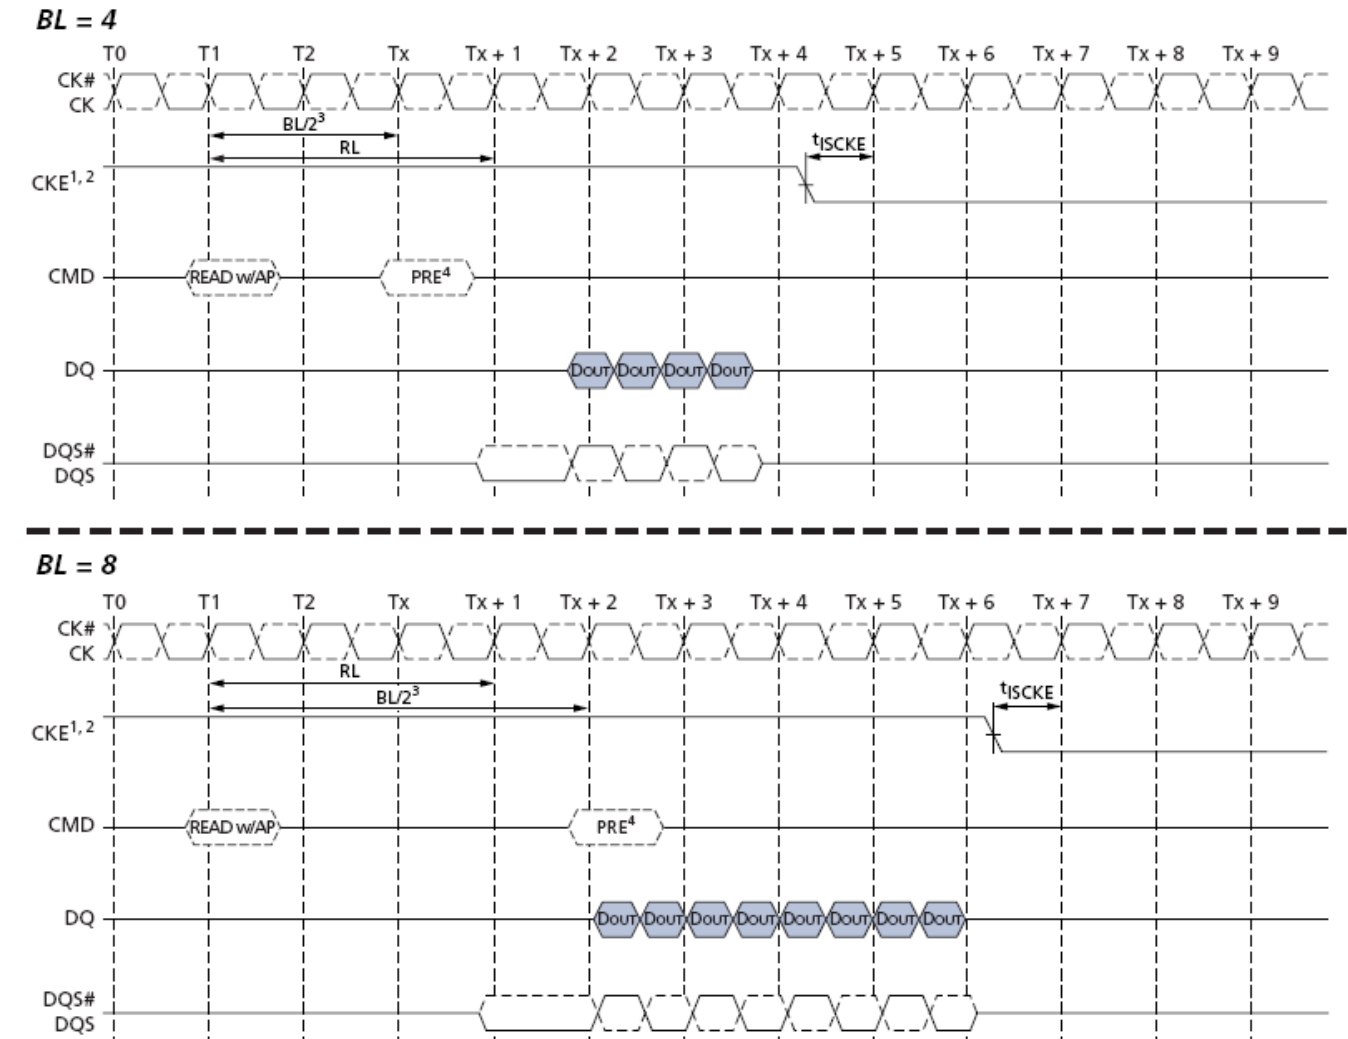 BL = 4
T0 T1 T2 Tx Tx + 1 Tx + 2 Tx + 3 Tx + 4 Tx + 5 Tx + 6 Tx + 7 Tx + 8 Tx + 9
CK#
CK
BL/2³
RL
tISCKE
CKE¹,²
CMD READ w/AP PRE⁴
DQ DOUT DOUT DOUT DOUT
DQS#
DQS
BL = 8
T0 T1 T2 Tx Tx + 1 Tx + 2 Tx + 3 Tx + 4 Tx + 5 Tx + 6 Tx + 7 Tx + 8 Tx + 9
CK#
CK
RL
BL/2³
tISCKE
CKE¹,²
CMD READ w/AP PRE⁴
DQ DOUT DOUT DOUT DOUT DOUT DOUT DOUT DOUT
DQS#
DQS